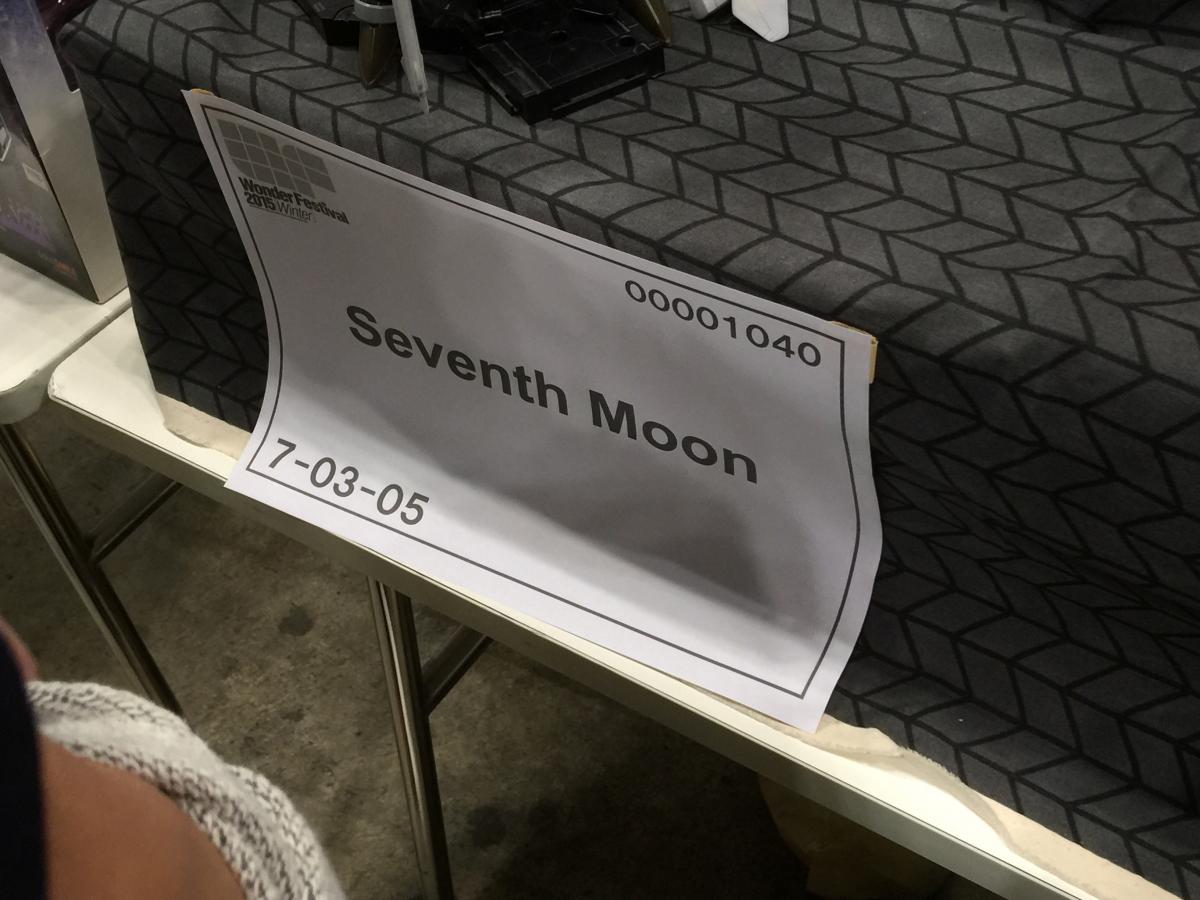 Wonder Festival
2015 Winter
00001040
Seventh Moon
7-03-05